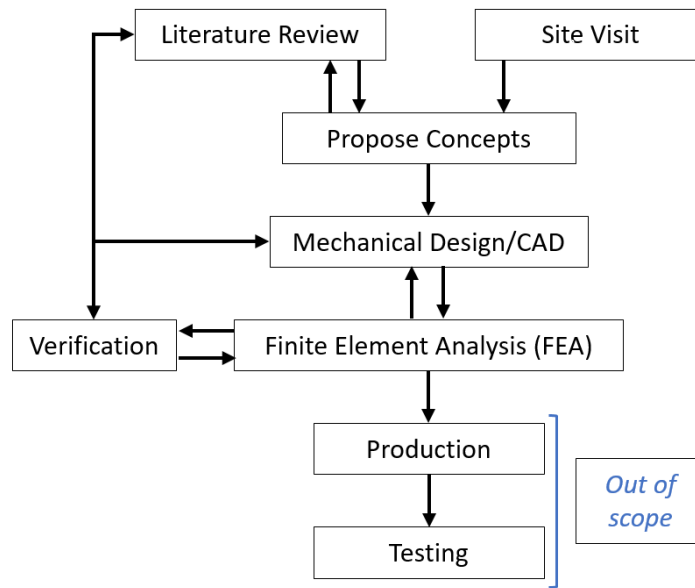 Literature Review
Site Visit
Propose Concepts
Mechanical Design/CAD
Verification
Finite Element Analysis (FEA)
Production
Out of
scope
Testing